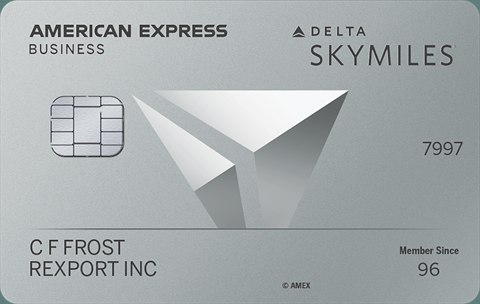 AMERICAN EXPRESS
BUSINESS
DELTA
SKYMILES®
7997
C F FROST
REXPORT INC
Member Since
96
© AMEX